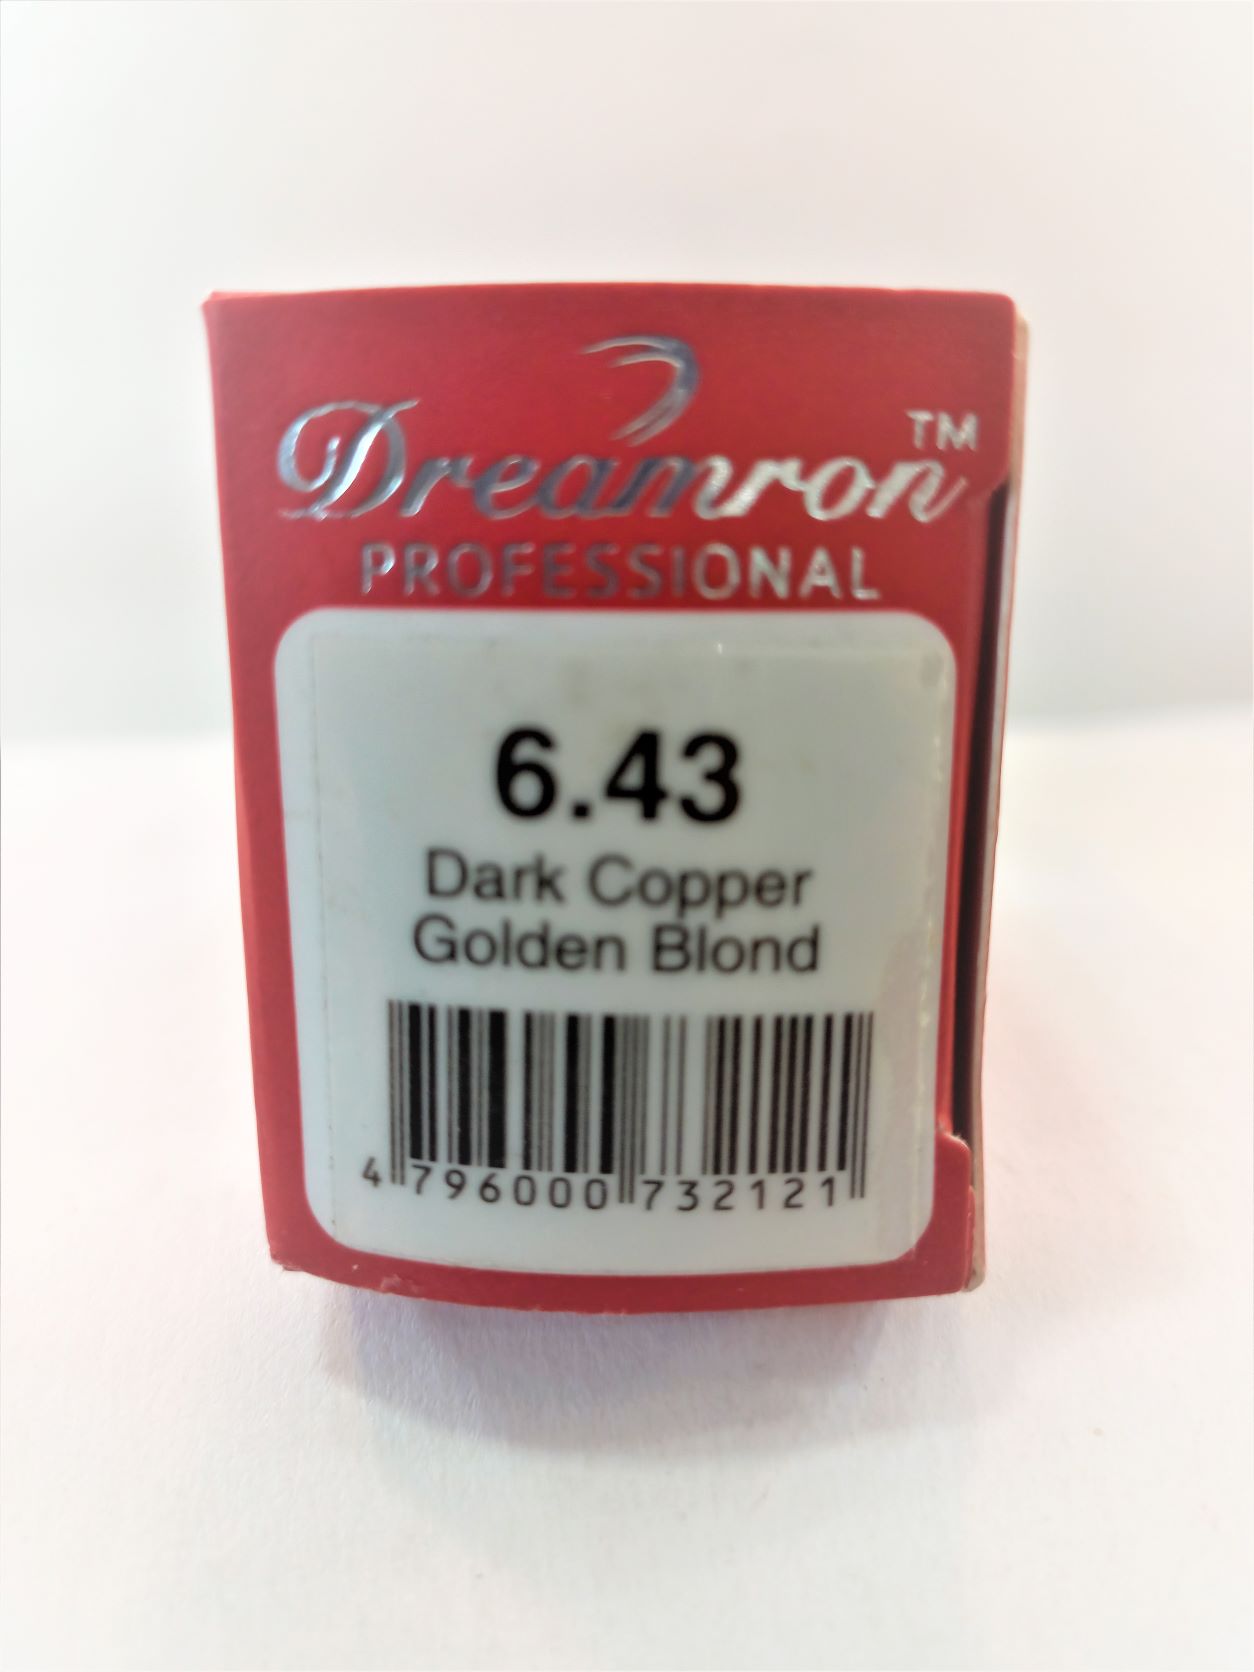 Dreamron™
PROFESSIONAL
6.43
Dark Copper
Golden Blond
4 796000 732121